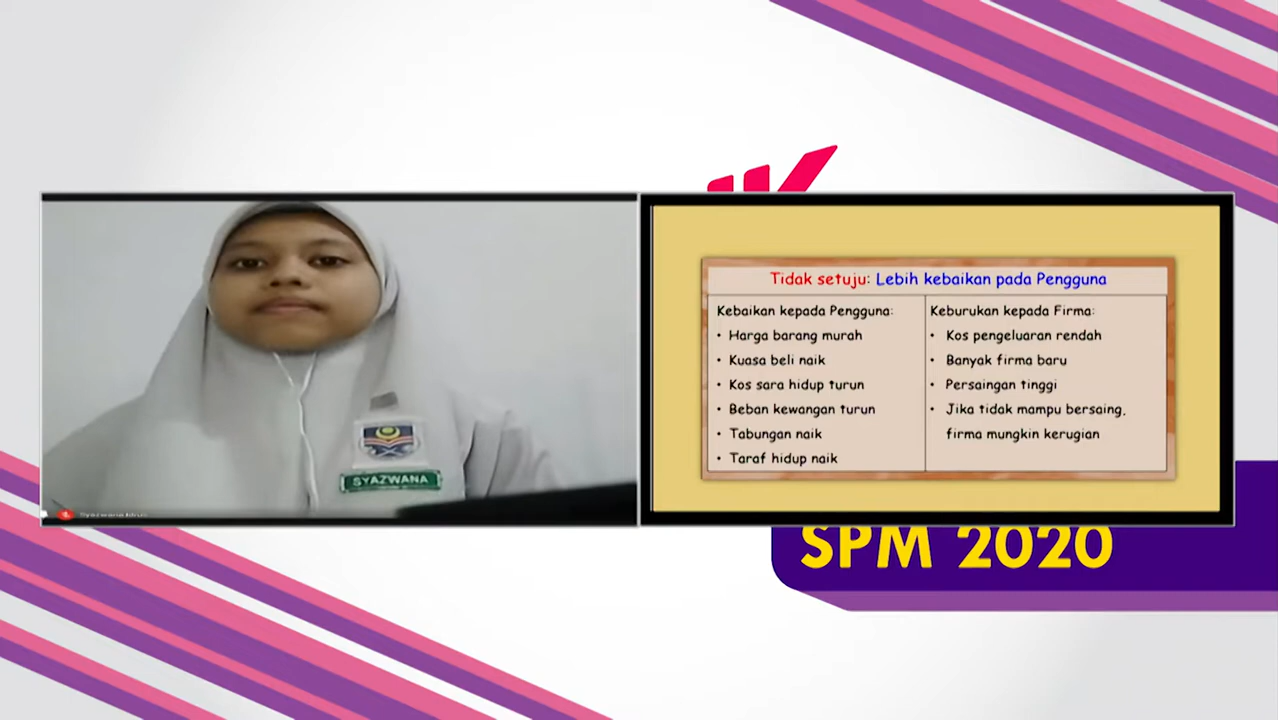 SYAZWANA
Tidak setuju: Lebih kebaikan pada Pengguna
Kebaikan kepada Pengguna:
• Harga barang murah
• Kuasa beli naik
• Kos sara hidup turun
• Beban kewangan turun
• Tabungan naik
• Taraf hidup naik
Keburukan kepada Firma:
• Kos pengeluaran rendah
• Banyak firma baru
• Persaingan tinggi
• Jika tidak mampu bersaing,
firma mungkin kerugian
SPM 2020